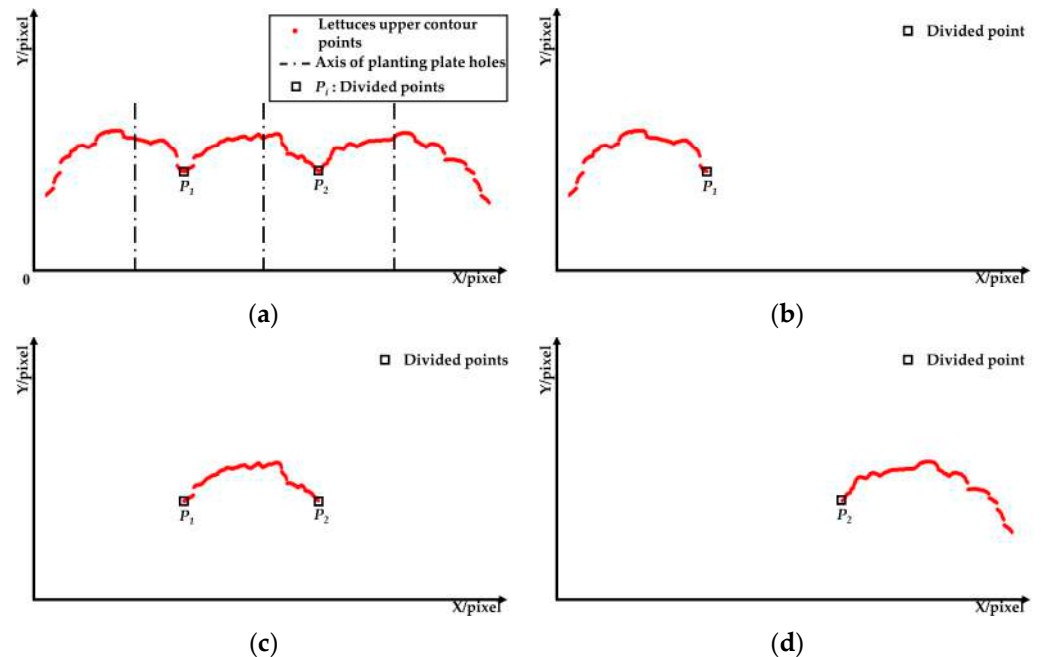 Y/pixel
Lettuces upper contour
points
Axis of planting plate holes
Pi : Divided points
P1
P2
0
X/pixel
(a)
Y/pixel
Divided point
P1
X/pixel
(b)
Y/pixel
Divided points
P1
P2
X/pixel
(c)
Y/pixel
Divided point
P2
X/pixel
(d)